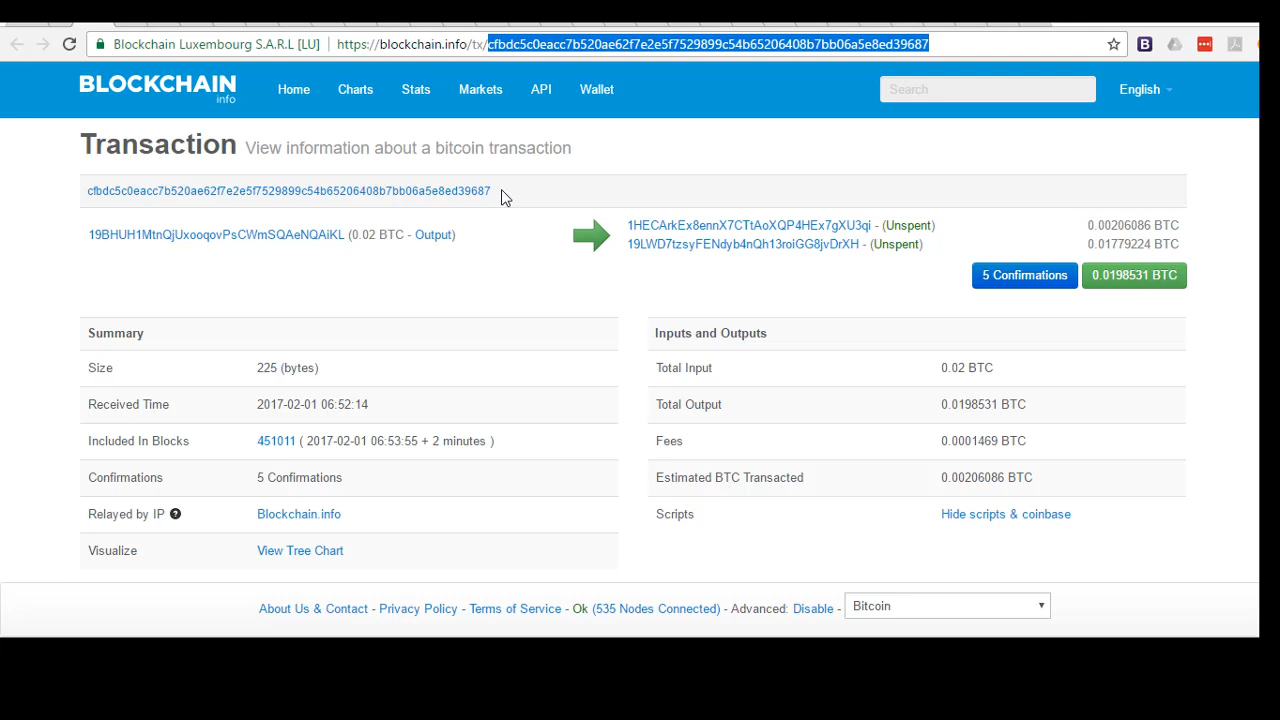 Blockchain Luxembourg S.A.R.L [LU] https://blockchain.info/tx/cfbdc5c0eacc7b520ae62f7e2e5f7529899c54b65206408b7bb06a5e8ed39687
BLOCKCHAIN info Home Charts Stats Markets API Wallet Search English
Transaction View information about a bitcoin transaction
cfbdc5c0eacc7b520ae62f7e2e5f7529899c54b65206408b7bb06a5e8ed39687
19BHUH1MtnQjUxooqovPsCWmSQAeNQAiKL (0.02 BTC - Output)
1HECArkEx8ennX7CTtAoXQP4HEx7gXU3qi - (Unspent) 0.00206086 BTC
19LWD7tzsyFENdyb4nQh13roiGG8jvDrXH - (Unspent) 0.01779224 BTC
5 Confirmations 0.0198531 BTC
Summary
Size 225 (bytes)
Received Time 2017-02-01 06:52:14
Included In Blocks 451011 ( 2017-02-01 06:53:55 + 2 minutes )
Confirmations 5 Confirmations
Relayed by IP ? Blockchain.info
Visualize View Tree Chart
Inputs and Outputs
Total Input 0.02 BTC
Total Output 0.0198531 BTC
Fees 0.0001469 BTC
Estimated BTC Transacted 0.00206086 BTC
Scripts Hide scripts & coinbase
About Us & Contact - Privacy Policy - Terms of Service - Ok (535 Nodes Connected) - Advanced: Disable - Bitcoin